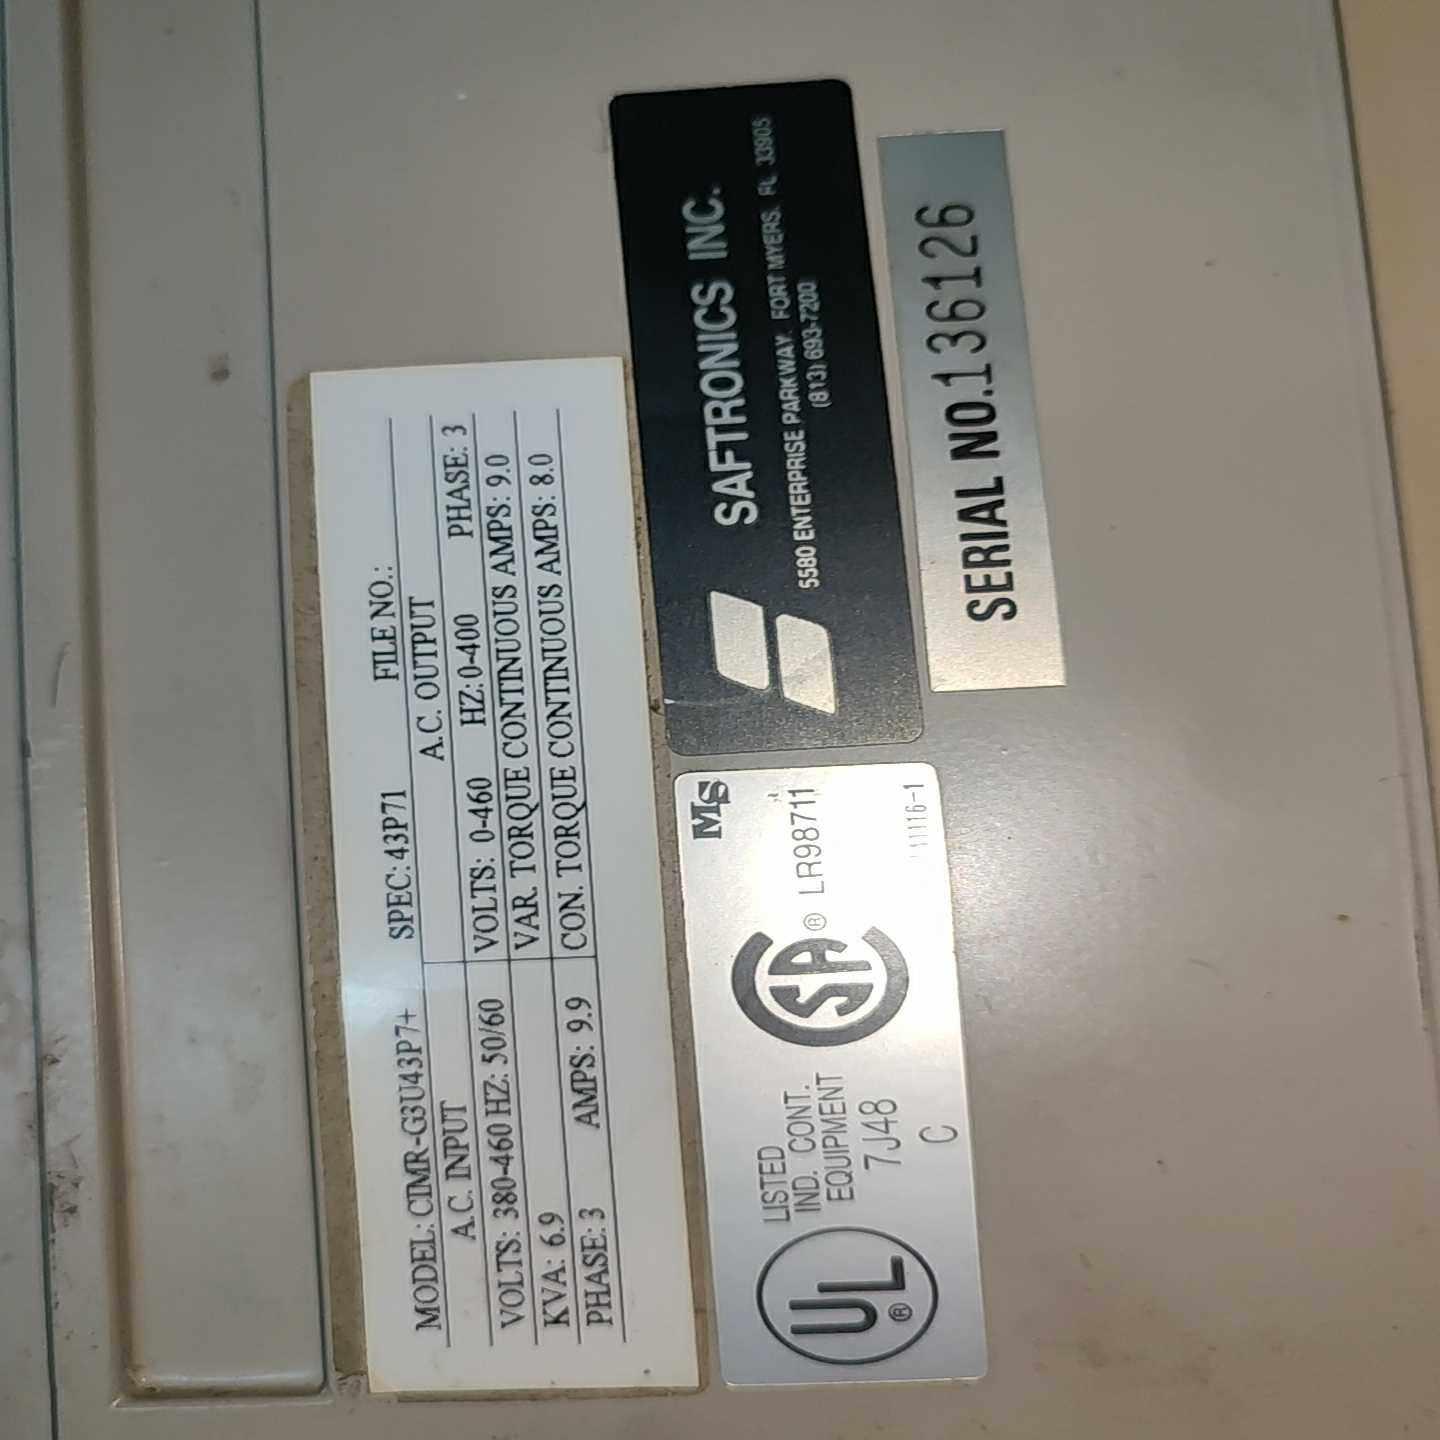 MODEL: CIMR-G3U43P7+ SPEC: 43P71 FILE NO.:
A.C. INPUT A.C. OUTPUT
VOLTS: 380-460 HZ: 50/60 VOLTS: 0-460 HZ: 0-400 PHASE: 3
KVA: 6.9 VAR. TORQUE CONTINUOUS AMPS: 9.0
PHASE: 3 AMPS: 9.9 CON. TORQUE CONTINUOUS AMPS: 8.0
SAFTRONICS INC.
5580 ENTERPRISE PARKWAY. FORT MYERS. FL 33905
(813) 693-7200
MS
UL ®
LISTED
IND. CONT.
EQUIPMENT
7J48
C
SA ® LR98711
SERIAL NO.136126